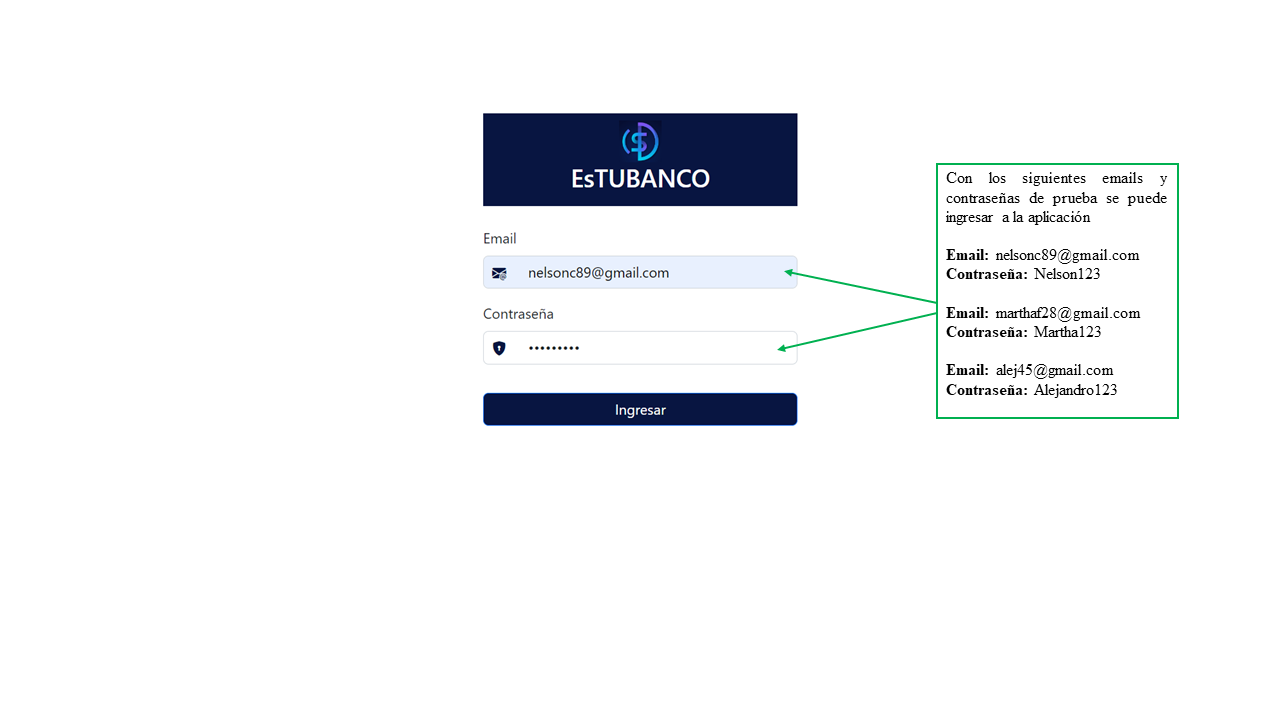 EsTUBANCO
Email
nelsonc89@gmail.com
Contraseña
•••••••••
Ingresar
Con los siguientes emails y
contraseñas de prueba se puede
ingresar a la aplicación
Email: nelsonc89@gmail.com
Contraseña: Nelson123
Email: marthaf28@gmail.com
Contraseña: Martha123
Email: alej45@gmail.com
Contraseña: Alejandro123